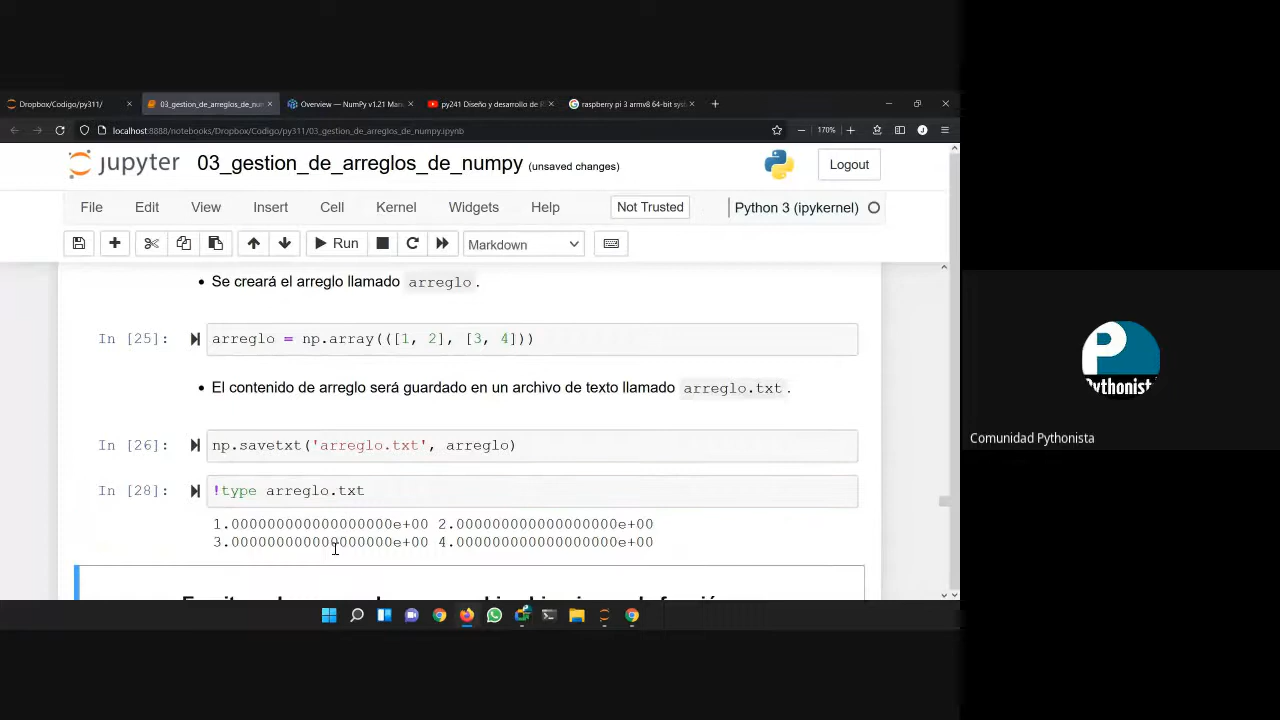 Dropbox/Codigo/py311/
03_gestion_de_arreglos_de_num
Overview — NumPy v1.21 Man
py241 Diseño y desarrollo de
raspberry pi 3 armv8 64-bit sys
localhost:8888/notebooks/Dropbox/Codigo/py311/03_gestion_de_arreglos_de_numpy.ipynb
170%
jupyter 03_gestion_de_arreglos_de_numpy (unsaved changes)
Logout
File Edit View Insert Cell Kernel Widgets Help
Not Trusted
Python 3 (ipykernel)
Run
Markdown
Se creará el arreglo llamado arreglo.
In [25]: arreglo = np.array(([1, 2], [3, 4]))
El contenido de arreglo será guardaro en un archivo de texto llamado arreglo.txt.
In [26]: np.savetxt('arreglo.txt', arreglo)
In [28]: !type arreglo.txt
1.000000000000000000e+00 2.000000000000000000e+00
3.000000000000000000e+00 4.000000000000000000e+00
Pythonist
Comunidad Pythonista